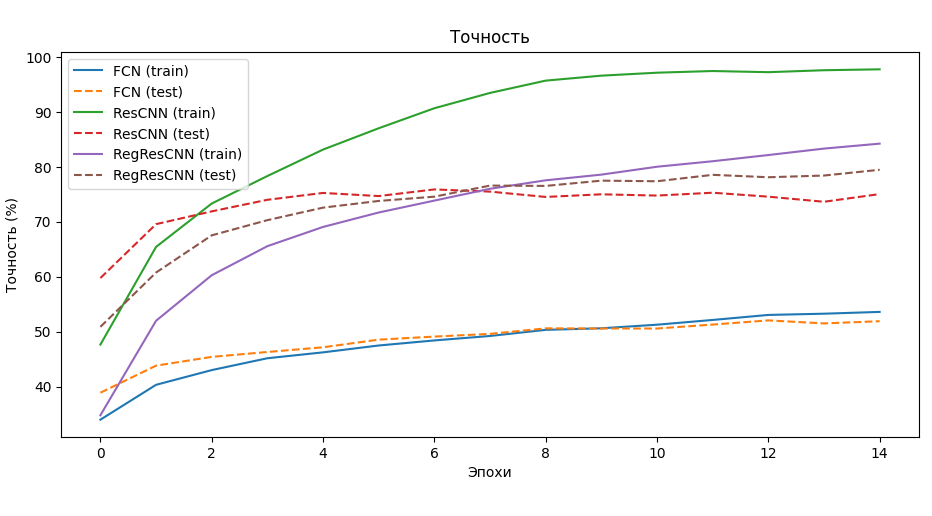 Точность
FCN (train)
FCN (test)
ResCNN (train)
ResCNN (test)
RegResCNN (train)
RegResCNN (test)
Точность (%)
100
90
80
70
60
50
40
0 2 4 6 8 10 12 14
Эпохи